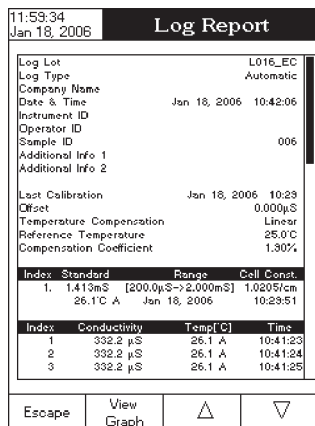 11:59:34
Jan 18, 2006
Log Report
Log Lot L016_EC
Log Type Automatic
Company Name
Date & Time Jan 18, 2006 10:42:06
Instrument ID
Operator ID
Sample ID 006
Additional Info 1
Additional Info 2
Last Calibration Jan 18, 2006 10:29
Offset 0.000µS
Temperature Compensation Linear
Reference Temperature 25.0°C
Compensation Coefficient 1.90%
Index Standard Range Cell Const.
1. 1.413mS [200.0µS->2.000mS] 1.0205/cm
26.1°C A Jan 18, 2006 10:29:51
Index Conductivity Temp[°C] Time
1 332.2 µS 26.1 A 10:41:23
2 332.2 µS 26.1 A 10:41:24
3 332.2 µS 26.1 A 10:41:25
Escape
View
Graph